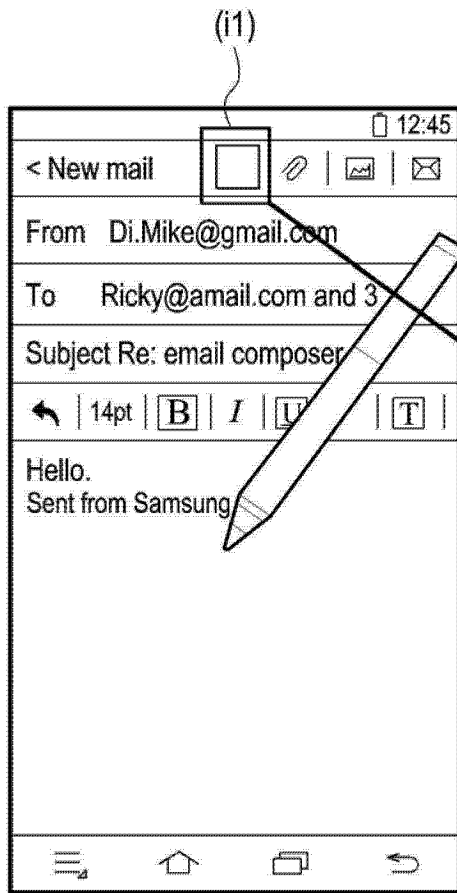 (i1)
12:45
< New mail
From Di.Mike@gmail.com
To Ricky@amail.com and 3
Subject Re: email composer
14pt | B | I | U | T |
Hello.
Sent from Samsung